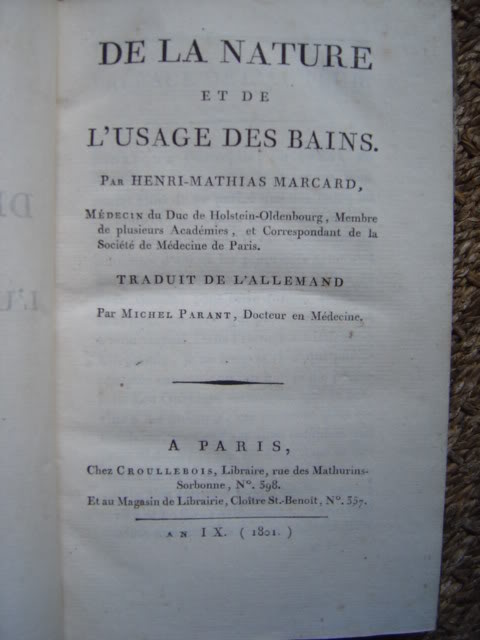 DE LA NATURE
ET DE
L'USAGE DES BAINS.
PAR HENRI-MATHIAS MARCARD,
MÉDECIN du Duc de Holstein-Oldenbourg, Membre
de plusieurs Académies, et Correspondant de la
Société de Médecine de Paris.
TRADUIT DE L'ALLEMAND
Par MICHEL PARANT, Docteur en Médecine.
A PARIS,
Chez CROULLEBOIS, Libraire, rue des Mathurins-
Sorbonne, N°. 398.
Et au Magasin de Librairie, Cloître St.-Benoît, N°. 357.
AN IX. (1801.)